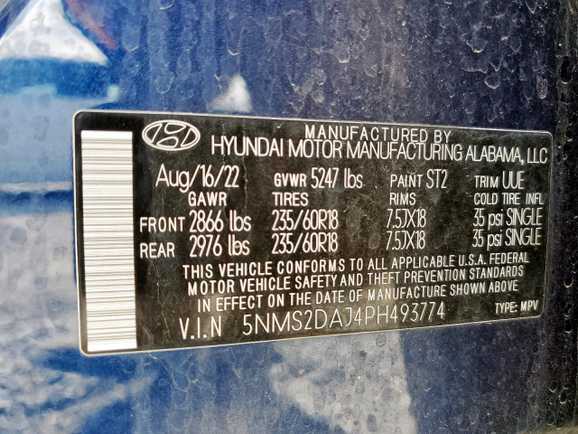 MANUFACTURED BY
HYUNDAI MOTOR MANUFACTURING ALABAMA, LLC
Aug/16/22 GVWR 5247 lbs PAINT ST2 TRIM UUE
GAWR TIRES RIMS COLD TIRE INFL
FRONT 2866 lbs 235/60R18 7.5JX18 35 psi SINGLE
REAR 2976 lbs 235/60R18 7.5JX18 35 psi SINGLE
THIS VEHICLE CONFORMS TO ALL APPLICABLE U.S.A. FEDERAL
MOTOR VEHICLE SAFETY AND THEFT PREVENTION STANDARDS
IN EFFECT ON THE DATE OF MANUFACTURE SHOWN ABOVE.
V.I.N 5NMS2DAJ4PH493774 TYPE: MPV